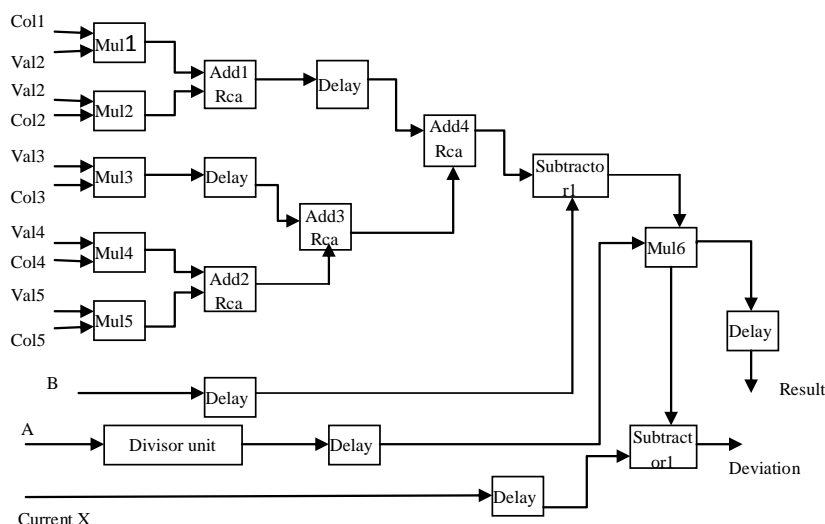 Col1
Mul1
Val2
Add1
Rca
Delay
Val2
Mul2
Col2
Add4
Rca
Val3
Mul3
Delay
Col3
Subtracto
r1
Add3
Rca
Val4
Mul4
Col4
Add2
Rca
Mul6
Val5
Mul5
Col5
Delay
B
Delay
Result
A
Divisor unit
Delay
Subtract
or1
Deviation
Delay
Current X